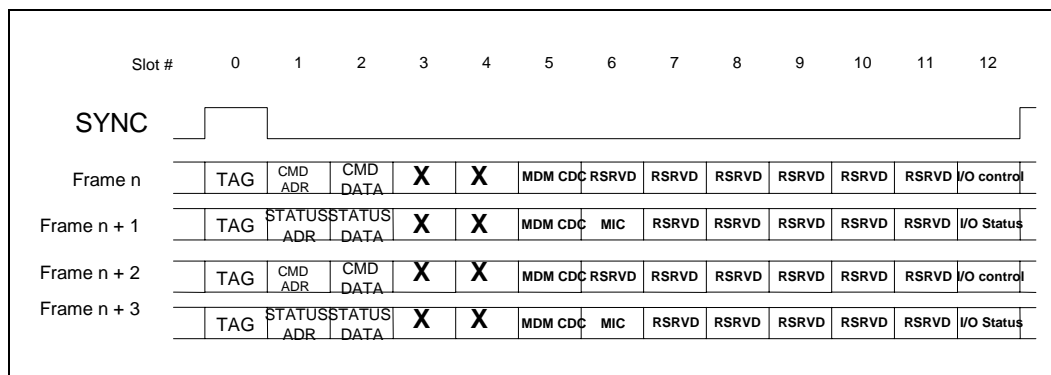 Slot # 0 1 2 3 4 5 6 7 8 9 10 11 12
SYNC
Frame n TAG CMD ADR CMD DATA X X MDM CDC RSRVD RSRVD RSRVD RSRVD RSRVD RSRVD I/O control
Frame n + 1 TAG STATUS ADR STATUS DATA X X MDM CDC MIC RSRVD RSRVD RSRVD RSRVD RSRVD I/O Status
Frame n + 2 TAG CMD ADR CMD DATA X X MDM CDC RSRVD RSRVD RSRVD RSRVD RSRVD RSRVD I/O control
Frame n + 3 TAG STATUS ADR STATUS DATA X X MDM CDC MIC RSRVD RSRVD RSRVD RSRVD RSRVD I/O Status